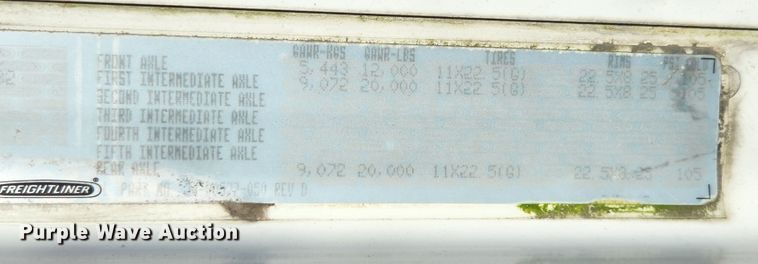 GAWR-KGS GAWR-LBS TIRES RIMS
FRONT AXLE 5,443 12,000 11X22.5(G) 22.5X8.25
FIRST INTERMEDIATE AXLE 9,072 20,000 11X22.5(G) 22.5X8.25
SECOND INTERMEDIATE AXLE
THIRD INTERMEDIATE AXLE
FOURTH INTERMEDIATE AXLE
FIFTH INTERMEDIATE AXLE
REAR AXLE 9,072 20,000 11X22.5(G) 22.5X8.25 105
FREIGHTLINER
REV D
Purple Wave Auction